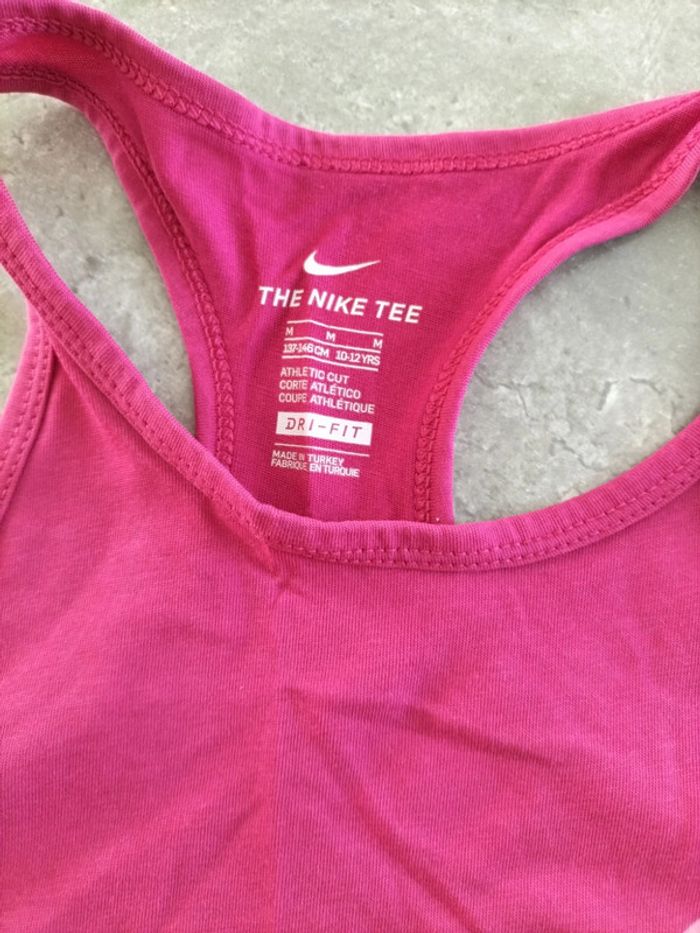 THE NIKE TEE
M M M
137-146 CM 10-12 YRS
ATHLETIC CUT
CORTE ATLÉTICO
COUPE ATHLÉTIQUE
DRI-FIT
MADE IN TURKEY
FABRIQUE EN TURQUIE